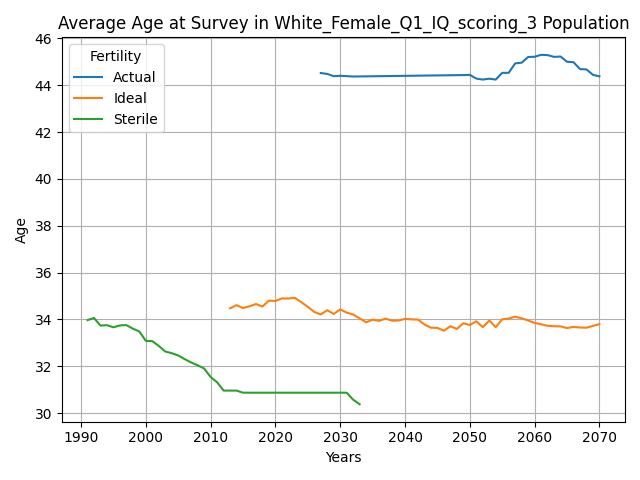 Average Age at Survey in White_Female_Q1_IQ_scoring_3 Population
Fertility
Actual
Ideal
Sterile
Age
46
44
42
40
38
36
34
32
30
1990 2000 2010 2020 2030 2040 2050 2060 2070
Years